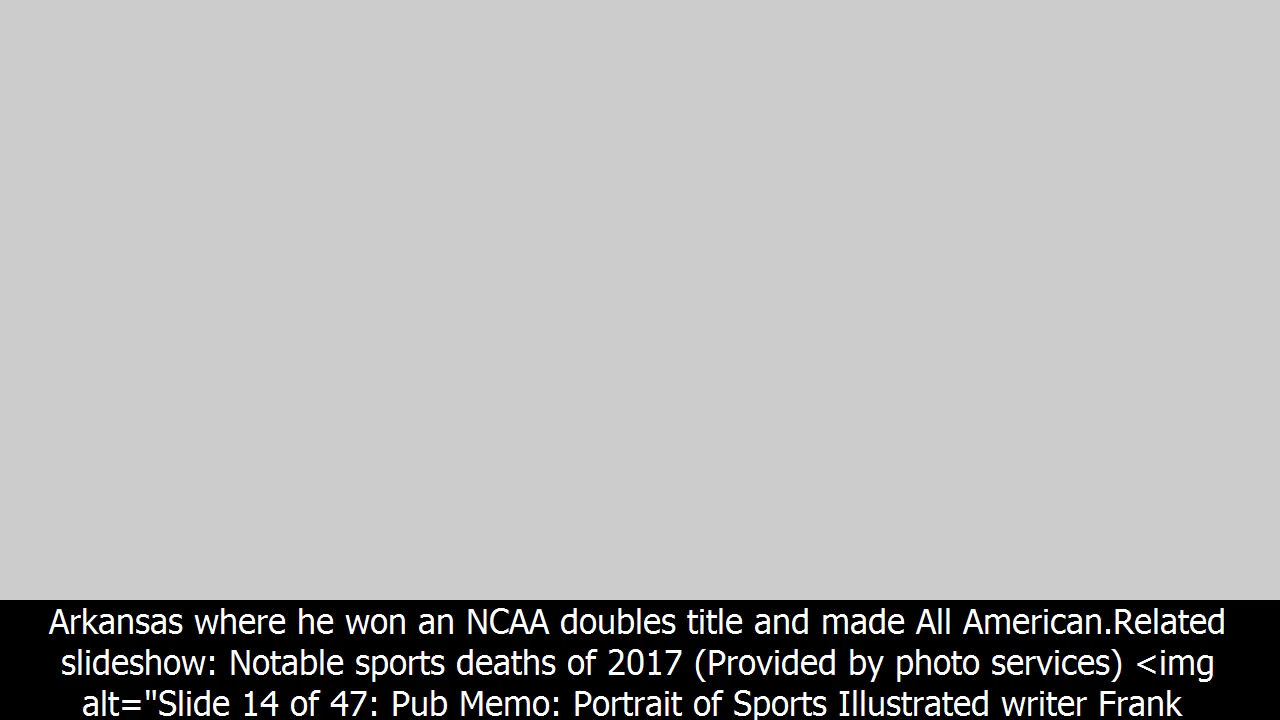 Arkansas where he won an NCAA doubles title and made All American.Related
slideshow: Notable sports deaths of 2017 (Provided by photo services) <img
alt="Slide 14 of 47: Pub Memo: Portrait of Sports Illustrated writer Frank